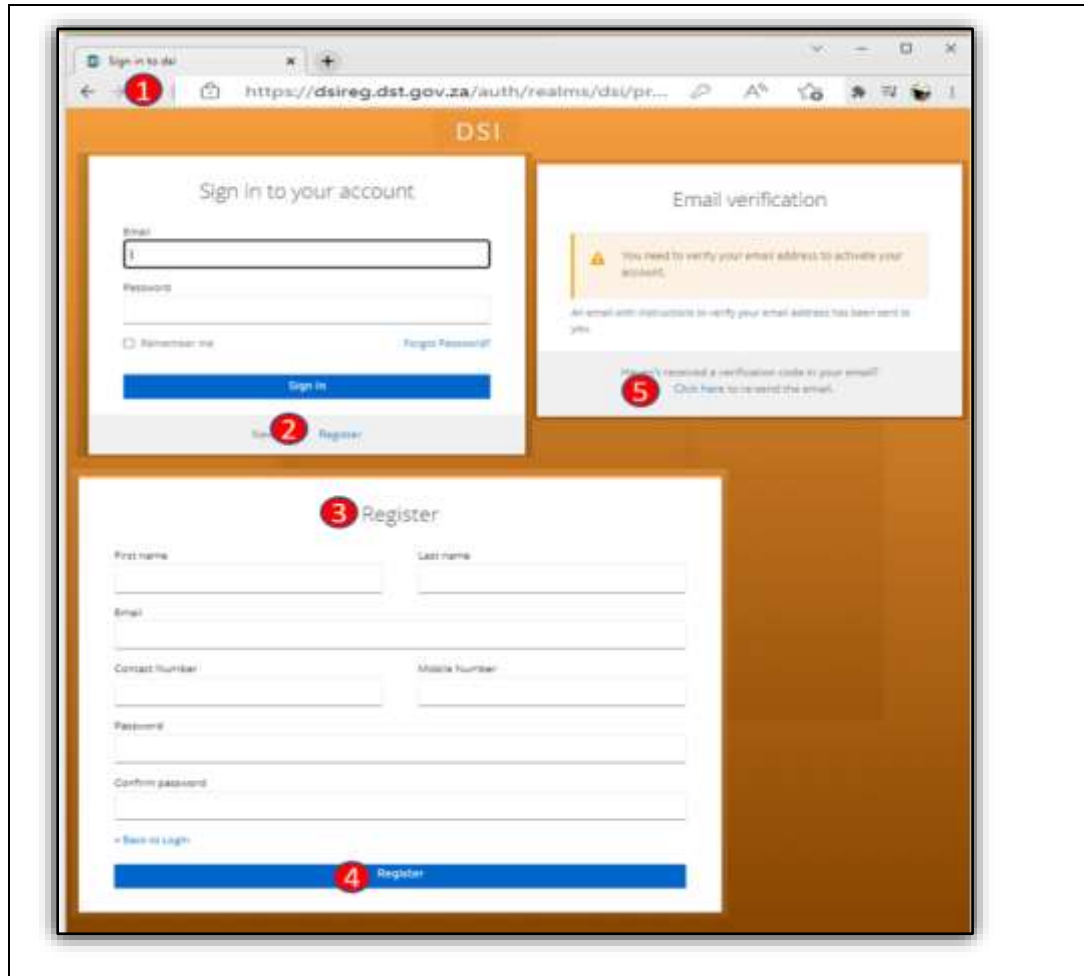 Sign in to dsi
1
https://dsireg.dst.gov.za/auth/realms/dsi/pr...
DSI
Sign in to your account
Email
Password
Remember me
Forgot Password?
Sign In
2
Register
Email verification
You need to verify your email address to activate your
account.
An email with instructions to verify your email address has been sent to
you.
Haven't received a verification code in your email?
5
Click here to re-send the email.
3
Register
First name
Last name
Email
Contact Number
Mobile Number
Password
Confirm password
« Back to Login
4
Register